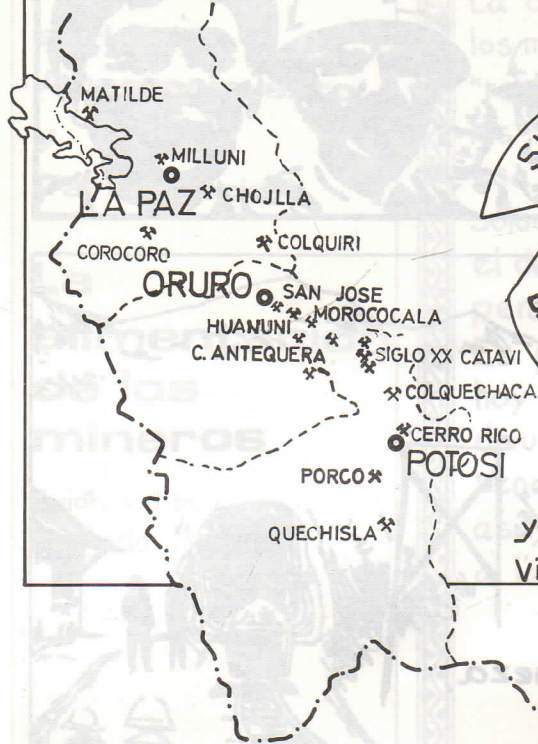 MATILDE
MILLUNI
LA PAZ
CHOJLLA
COROCORO
COLQUIRI
ORURO
SAN JOSE
MOROCOCALA
HUANUNI
C. ANTEQUERA
SIGLO XX CATAVI
COLQUECHACA
CERRO RICO
POTOSI
PORCO
QUECHISLA
y
mineros